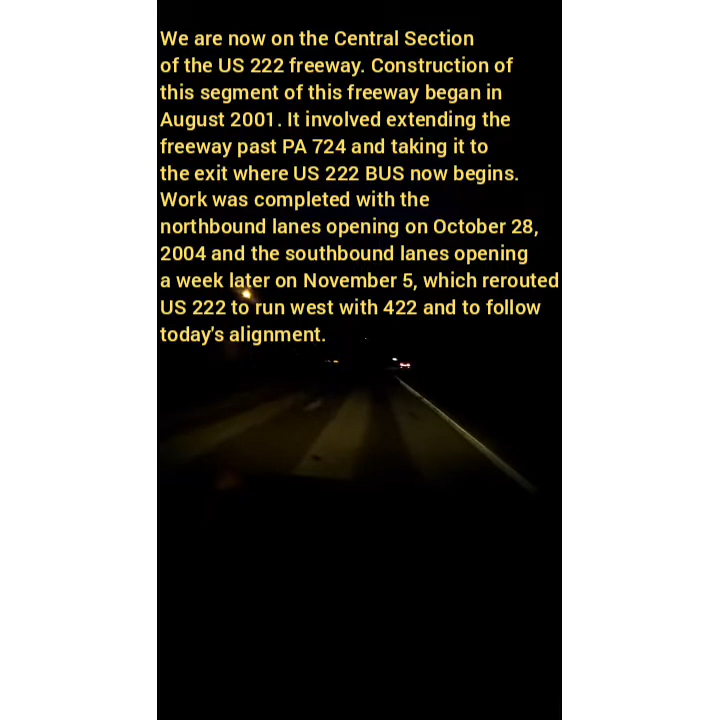 We are now on the Central Section
of the US 222 freeway. Construction of
this segment of this freeway began in
August 2001. It involved extending the
freeway past PA 724 and taking it to
the exit where US 222 BUS now begins.
Work was completed with the
northbound lanes opening on October 28,
2004 and the southbound lanes opening
a week later on November 5, which rerouted
US 222 to run west with 422 and to follow
today's alignment.